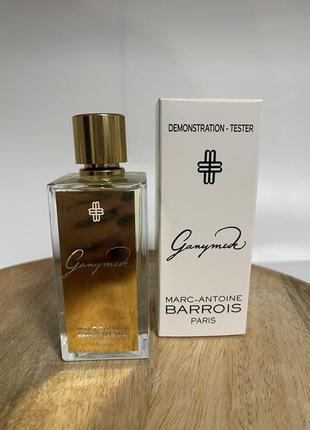 Ganymede
DEMONSTRATION - TESTER
Ganymede
MARC-ANTOINE
BARROIS
PARIS